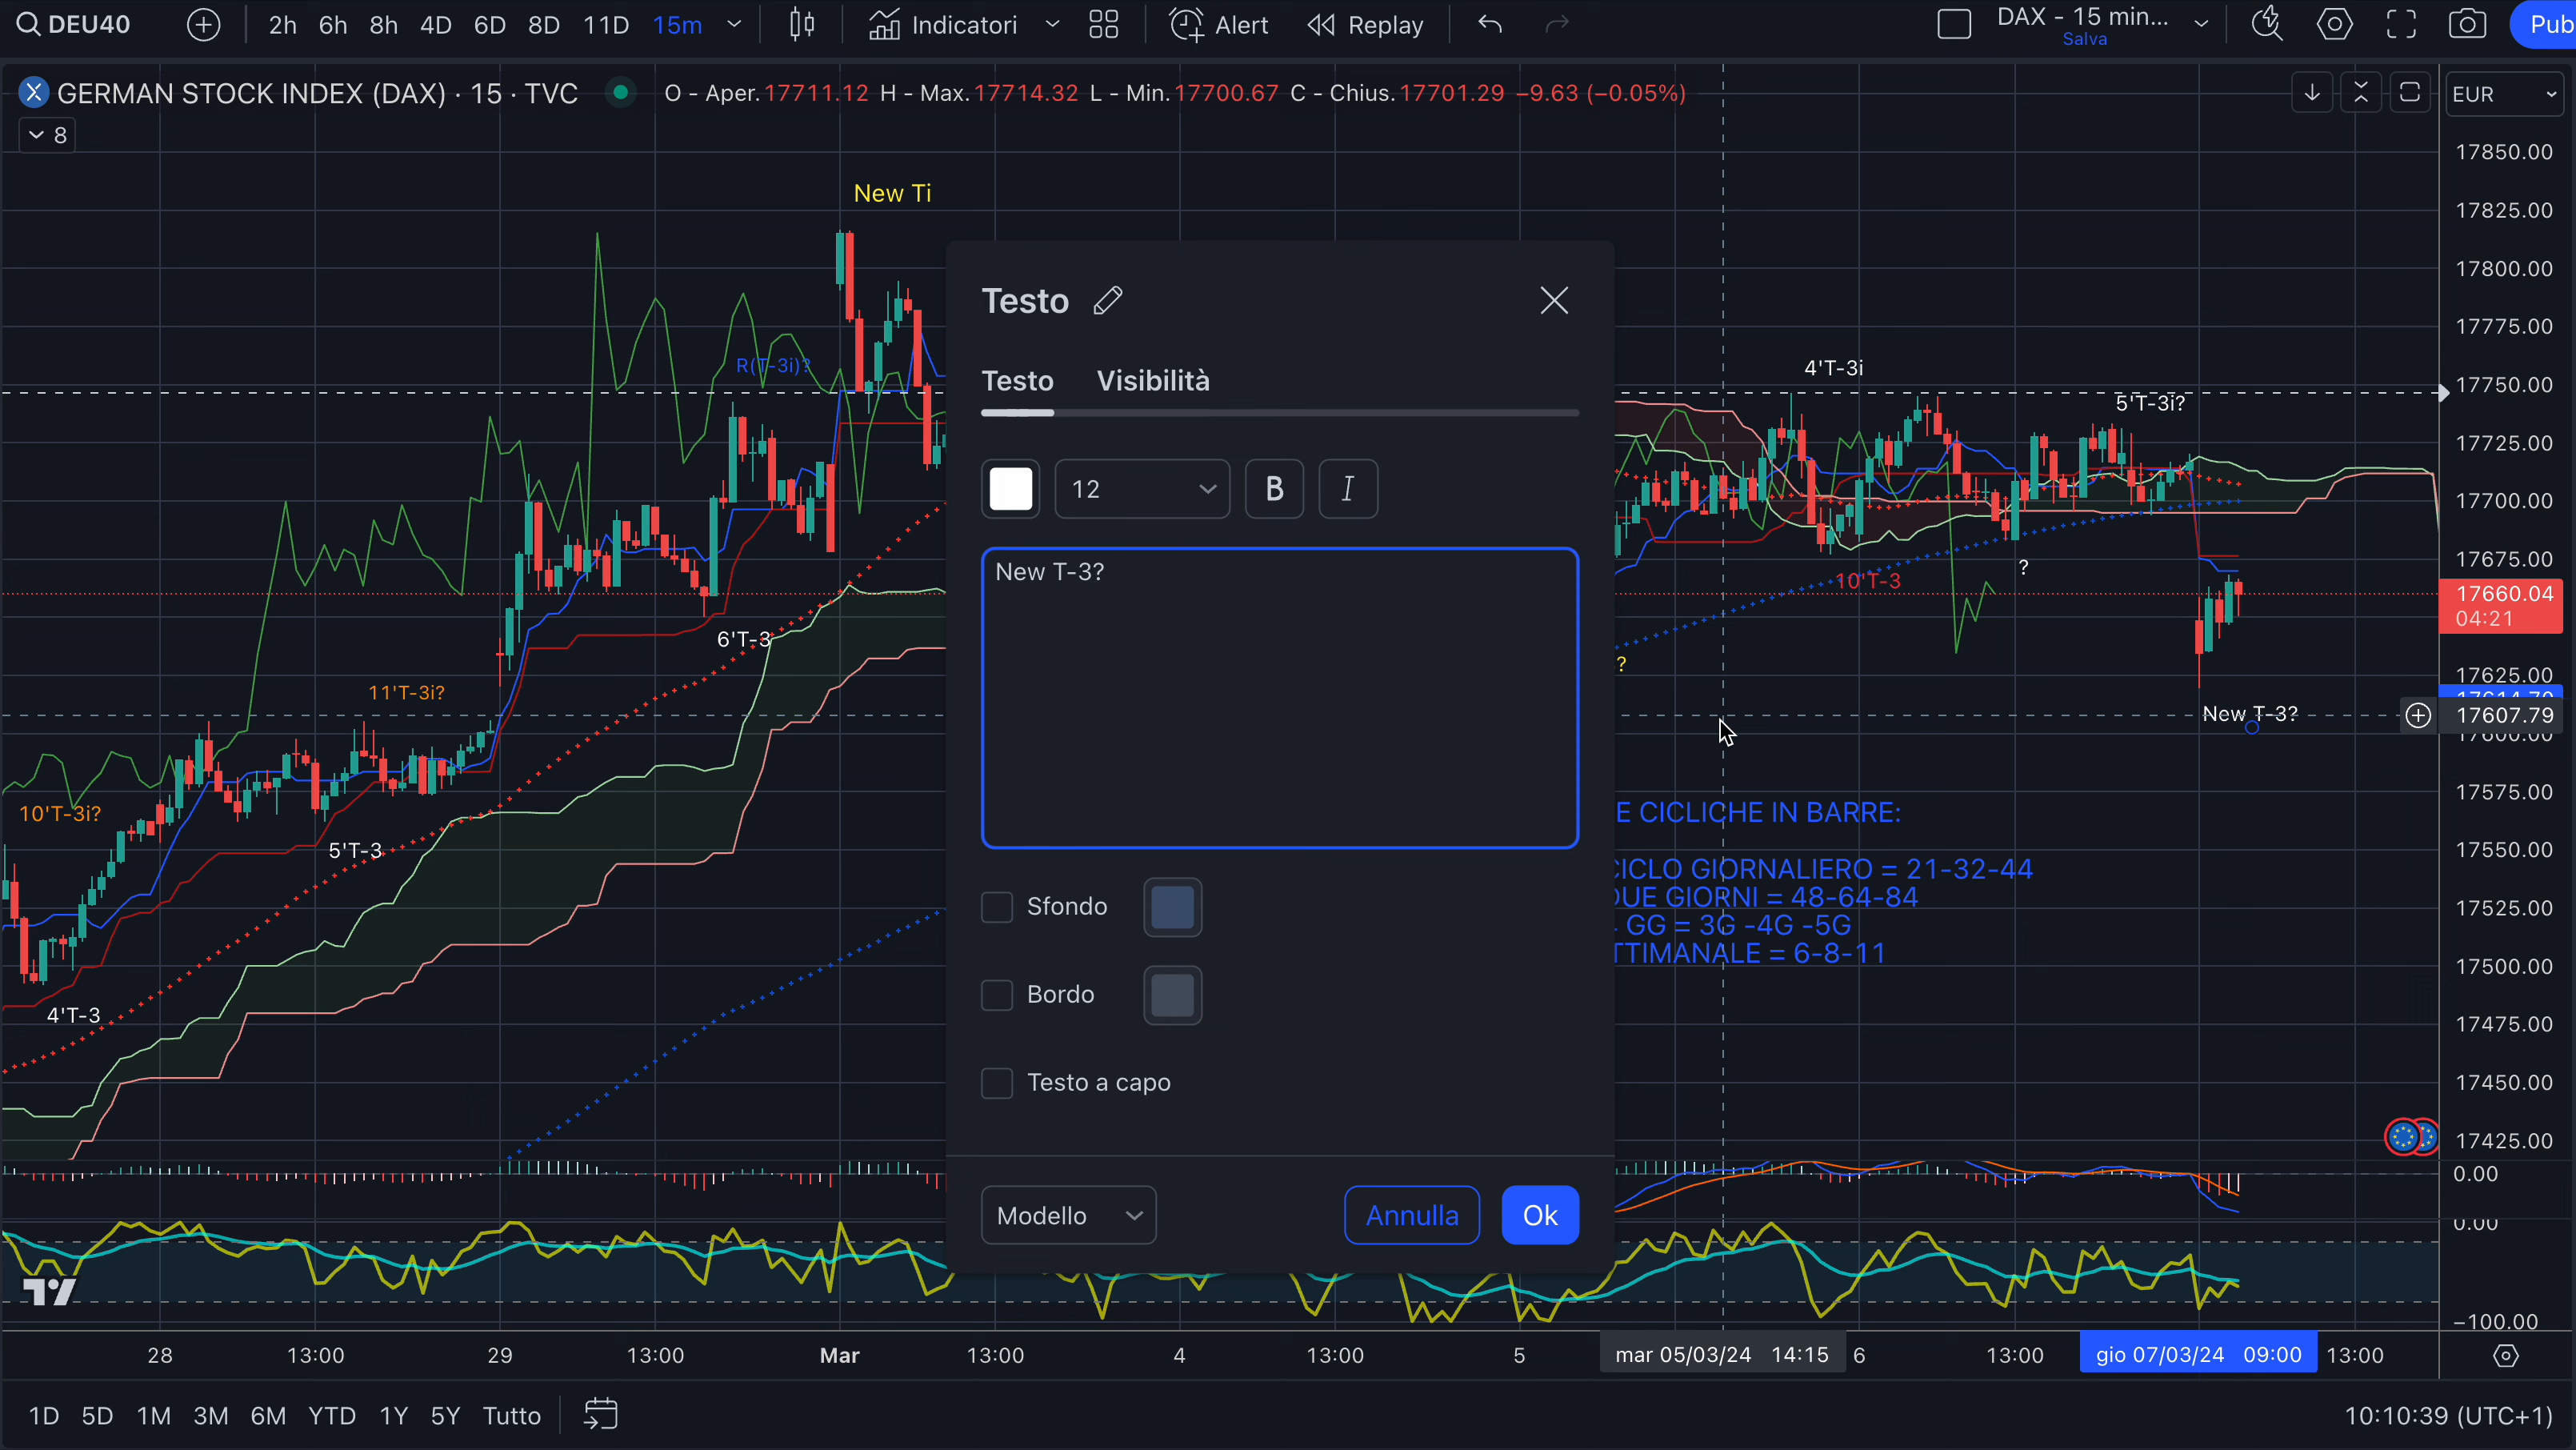 DEU40 2h 6h 8h 4D 6D 8D 11D 15m Indicatori Alert Replay DAX - 15 min... Pub
Salva
GERMAN STOCK INDEX (DAX) · 15 · TVC O - Aper.17711.12 H - Max.17714.32 L - Min.17700.67 C - Chius.17701.29 −9.63 (−0.05%) EUR
8
17850.00
New Ti
17825.00
17800.00
17775.00
Testo
R(T-3i)?
Testo Visibilità
4'T-3i
17750.00
5'T-3i?
17725.00
12 B I
17700.00
New T-3?
17675.00
?
10'T-3
17660.04
04:21
6'T-3
?
17625.00
11'T-3i?
New T-3?
17607.79
17600.00
17575.00
10'T-3i?
E CICLICHE IN BARRE:
5'T-3
17550.00
CICLO GIORNALIERO = 21-32-44
DUE GIORNI = 48-64-84
GG = 3G -4G -5G
TTIMANALE = 6-8-11
17525.00
Sfondo
17500.00
Bordo
4'T-3
17475.00
Testo a capo
17450.00
17425.00
0.00
Modello Annulla Ok
0.00
−100.00
28 13:00 29 13:00 Mar 13:00 4 13:00 5 mar 05/03/24 14:15 6 13:00 gio 07/03/24 09:00 13:00
1D 5D 1M 3M 6M YTD 1Y 5Y Tutto 10:10:39 (UTC+1)